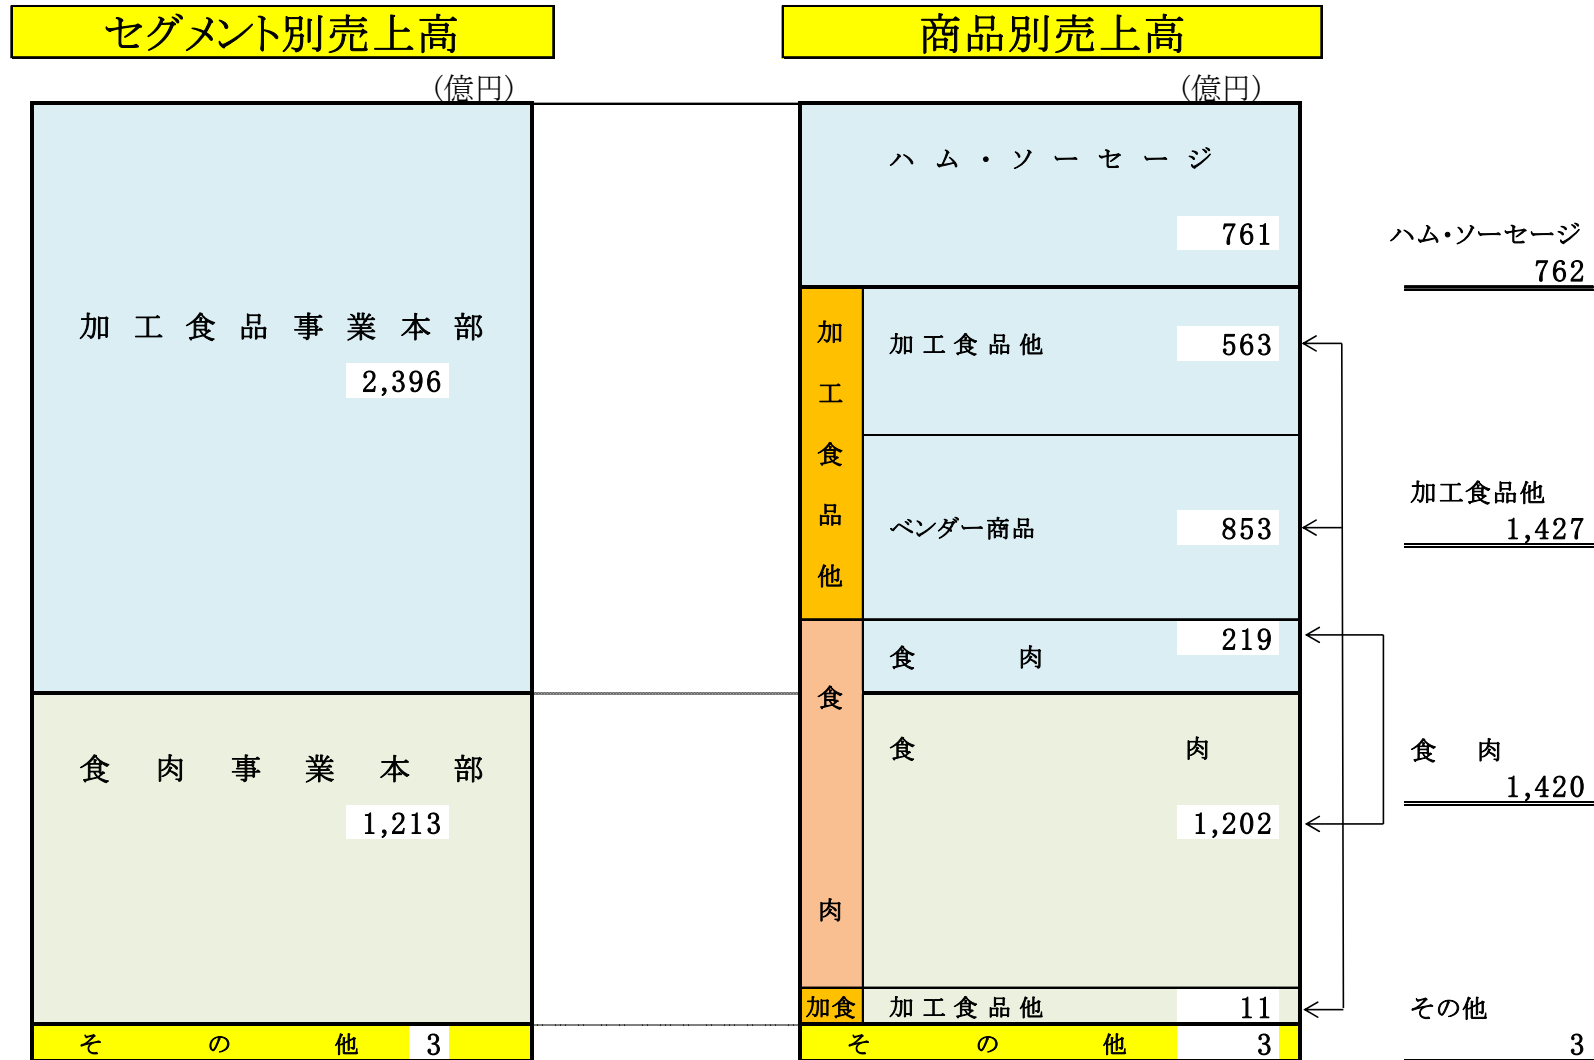 セグメント別売上高
(億円)
加工食品事業本部
2,396
食肉事業本部
1,213
その他 3
商品別売上高
(億円)
ハム・ソーセージ
761
加工食品他
加工食品他 563
ベンダー商品 853
食肉
食肉 219
食肉
1,202
加食 加工食品他 11
その他 3
ハム・ソーセージ
762
加工食品他
1,427
食肉
1,420
その他
3